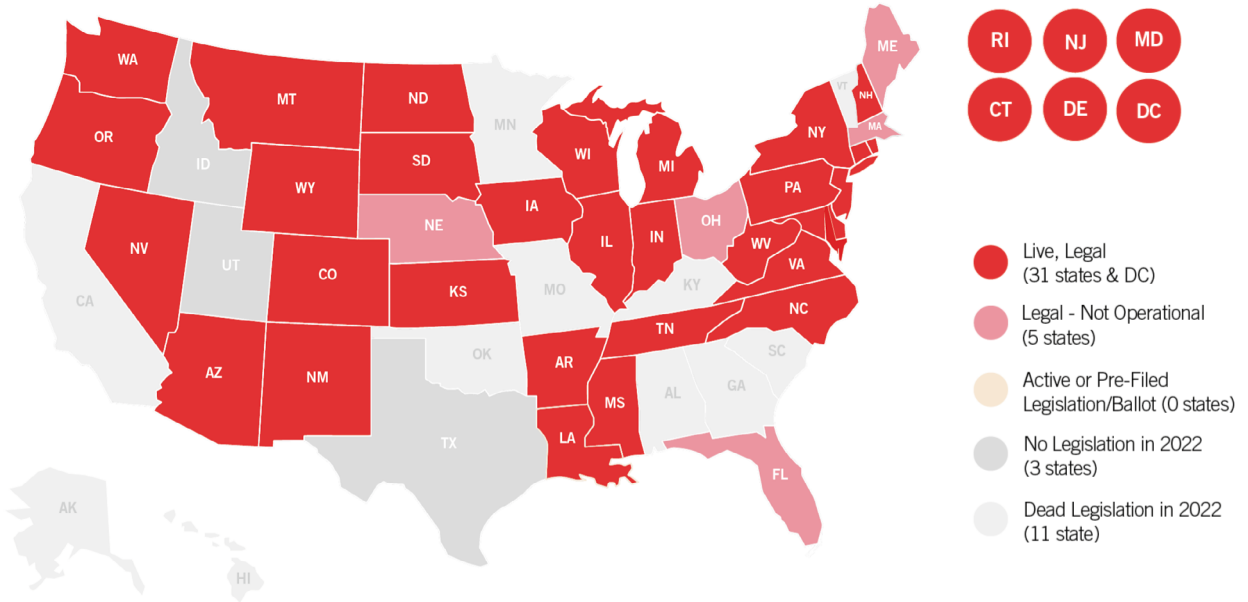 ME
RI
NJ
MD
WA
VT
NH
MT
ND
MN
CT
DE
DC
OR
MA
NY
ID
SD
WI
MI
WY
PA
IA
NE
OH
NV
IL
IN
WV
UT
CO
VA
KS
MO
KY
CA
NC
TN
OK
SC
AR
AZ
NM
GA
AL
MS
LA
TX
FL
AK
HI
Live, Legal
(31 states & DC)
Legal - Not Operational
(5 states)
Active or Pre-Filed
Legislation/Ballot (0 states)
No Legislation in 2022
(3 states)
Dead Legislation in 2022
(11 state)